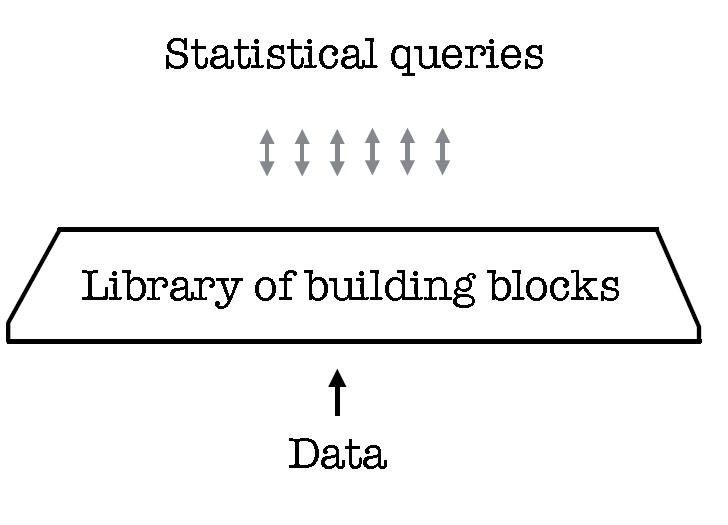 Statistical queries
Library of building blocks
Data